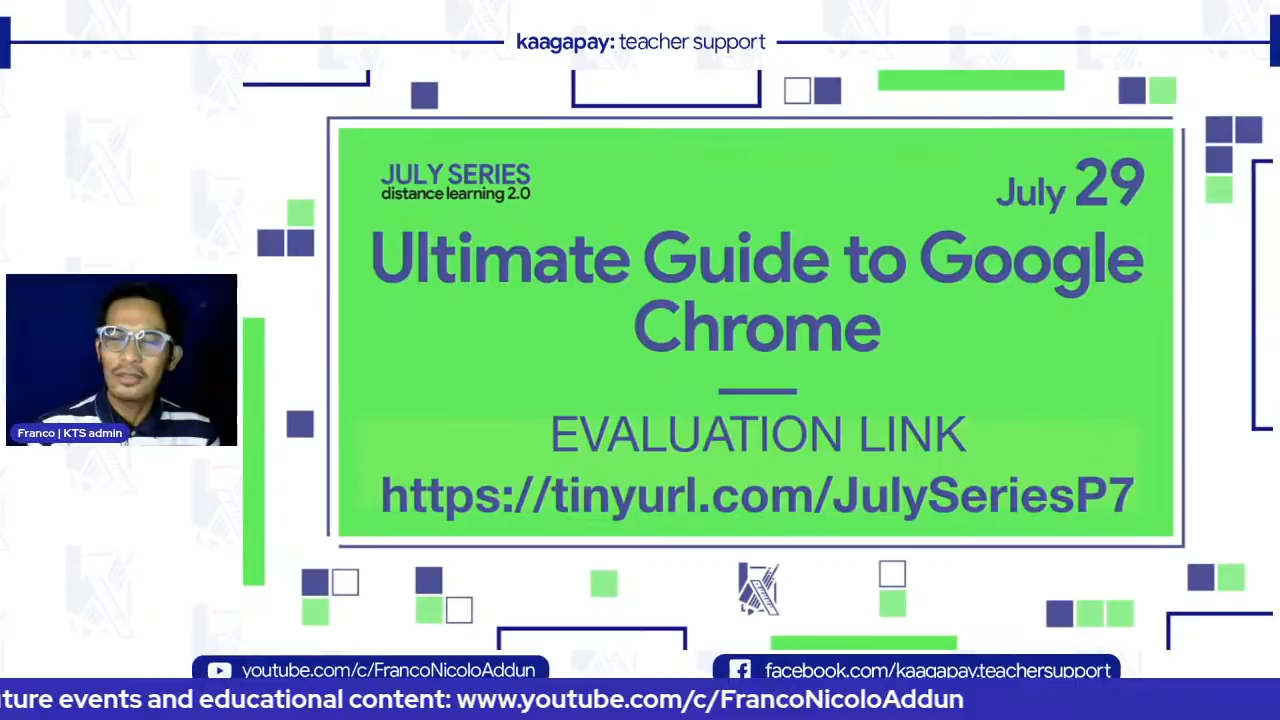 kaagapay: teacher support
JULY SERIES
distance learning 2.0
July 29
Ultimate Guide to Google
Chrome
EVALUATION LINK
https://tinyurl.com/JulySeriesP7
Franco | KTS admin
youtube.com/c/FrancoNicoloAddun
facebook.com/kaagapay.teachersupport
uture events and educational content: www.youtube.com/c/FrancoNicoloAddun